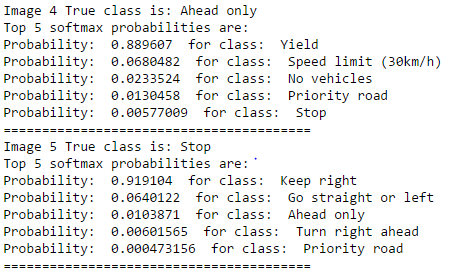 Image 4 True class is: Ahead only
Top 5 softmax probabilities are:
Probability:  0.889607  for class:  Yield
Probability:  0.0680482  for class:  Speed limit (30km/h)
Probability:  0.0233524  for class:  No vehicles
Probability:  0.0130458  for class:  Priority road
Probability:  0.00577009  for class:  Stop
=========================================
Image 5 True class is: Stop
Top 5 softmax probabilities are:
Probability:  0.919104  for class:  Keep right
Probability:  0.0640122  for class:  Go straight or left
Probability:  0.0103871  for class:  Ahead only
Probability:  0.00601565  for class:  Turn right ahead
Probability:  0.000473156  for class:  Priority road
=========================================